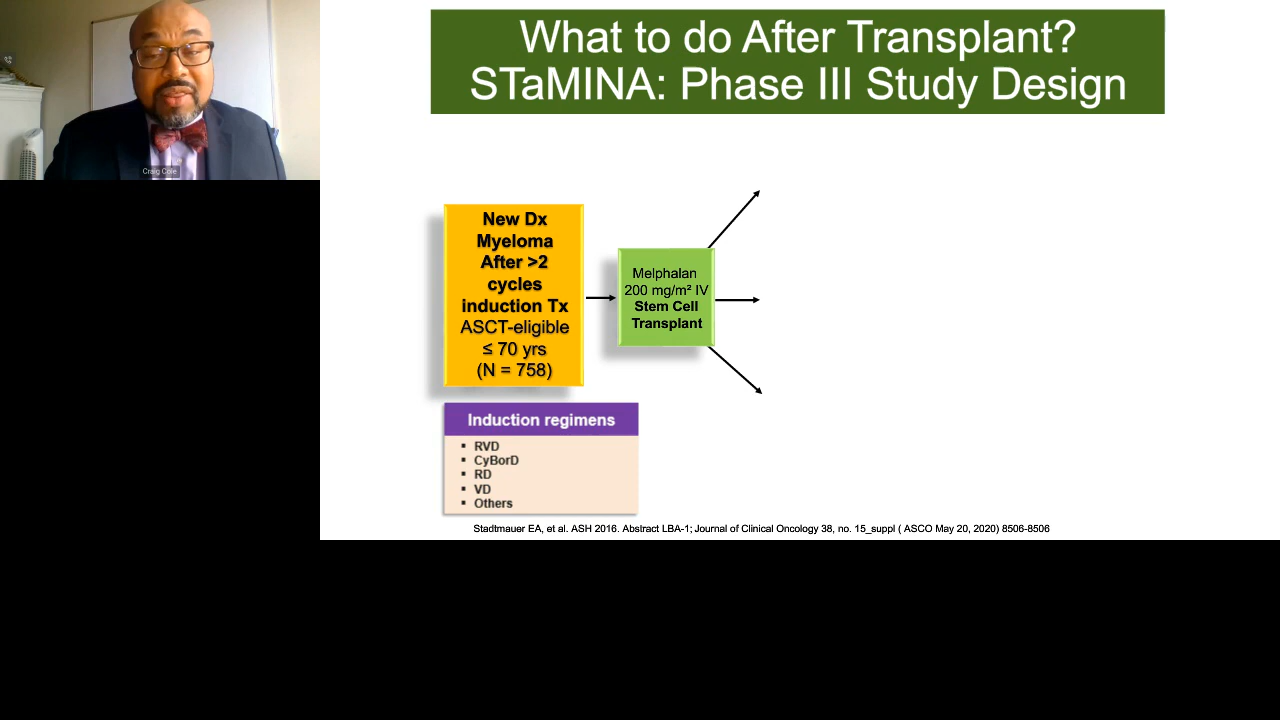 What to do After Transplant?
STaMINA: Phase III Study Design
Craig Cole
New Dx
Myeloma
After >2
cycles
induction Tx
ASCT-eligible
≤ 70 yrs
(N = 758)
Melphalan
200 mg/m² IV
Stem Cell
Transplant
Induction regimens
▪ RVD
▪ CyBorD
▪ RD
▪ VD
▪ Others
Stadtmauer EA, et al. ASH 2016. Abstract LBA-1; Journal of Clinical Oncology 38, no. 15_suppl ( ASCO May 20, 2020) 8506-8506